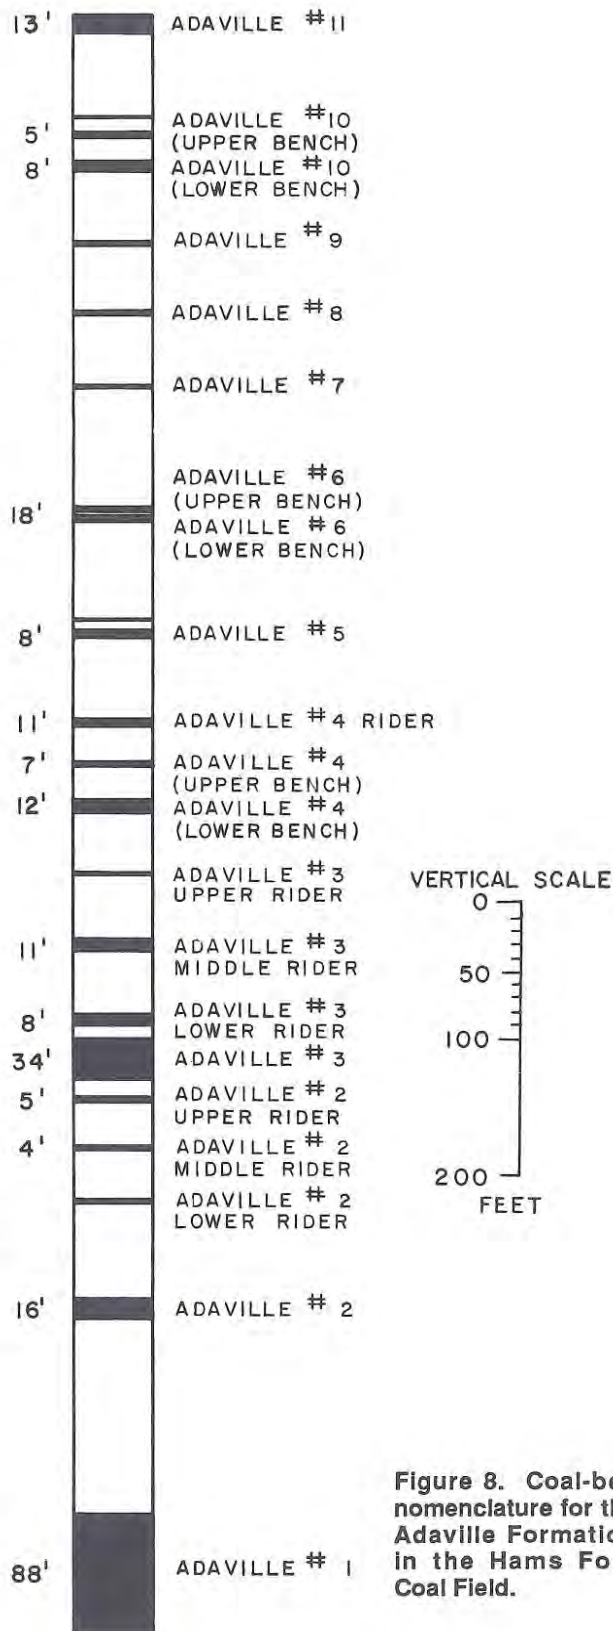 13' ADAVILLE #11
ADAVILLE #10
5' (UPPER BENCH)
8' ADAVILLE #10
(LOWER BENCH)
ADAVILLE #9
ADAVILLE #8
ADAVILLE #7
ADAVILLE #6
(UPPER BENCH)
18'
ADAVILLE #6
(LOWER BENCH)
8' ADAVILLE #5
11' ADAVILLE #4 RIDER
7' ADAVILLE #4
(UPPER BENCH)
12' ADAVILLE #4
(LOWER BENCH)
ADAVILLE #3
UPPER RIDER
11' ADAVILLE #3
MIDDLE RIDER
8' ADAVILLE #3
LOWER RIDER
34' ADAVILLE #3
5' ADAVILLE #2
UPPER RIDER
4' ADAVILLE #2
MIDDLE RIDER
ADAVILLE #2
LOWER RIDER
16' ADAVILLE #2
88' ADAVILLE #1
VERTICAL SCALE
0
50
100
200
FEET
Figure 8. Coal-be
nomenclature for t
Adaville Formatio
in the Hams Fo
Coal Field.